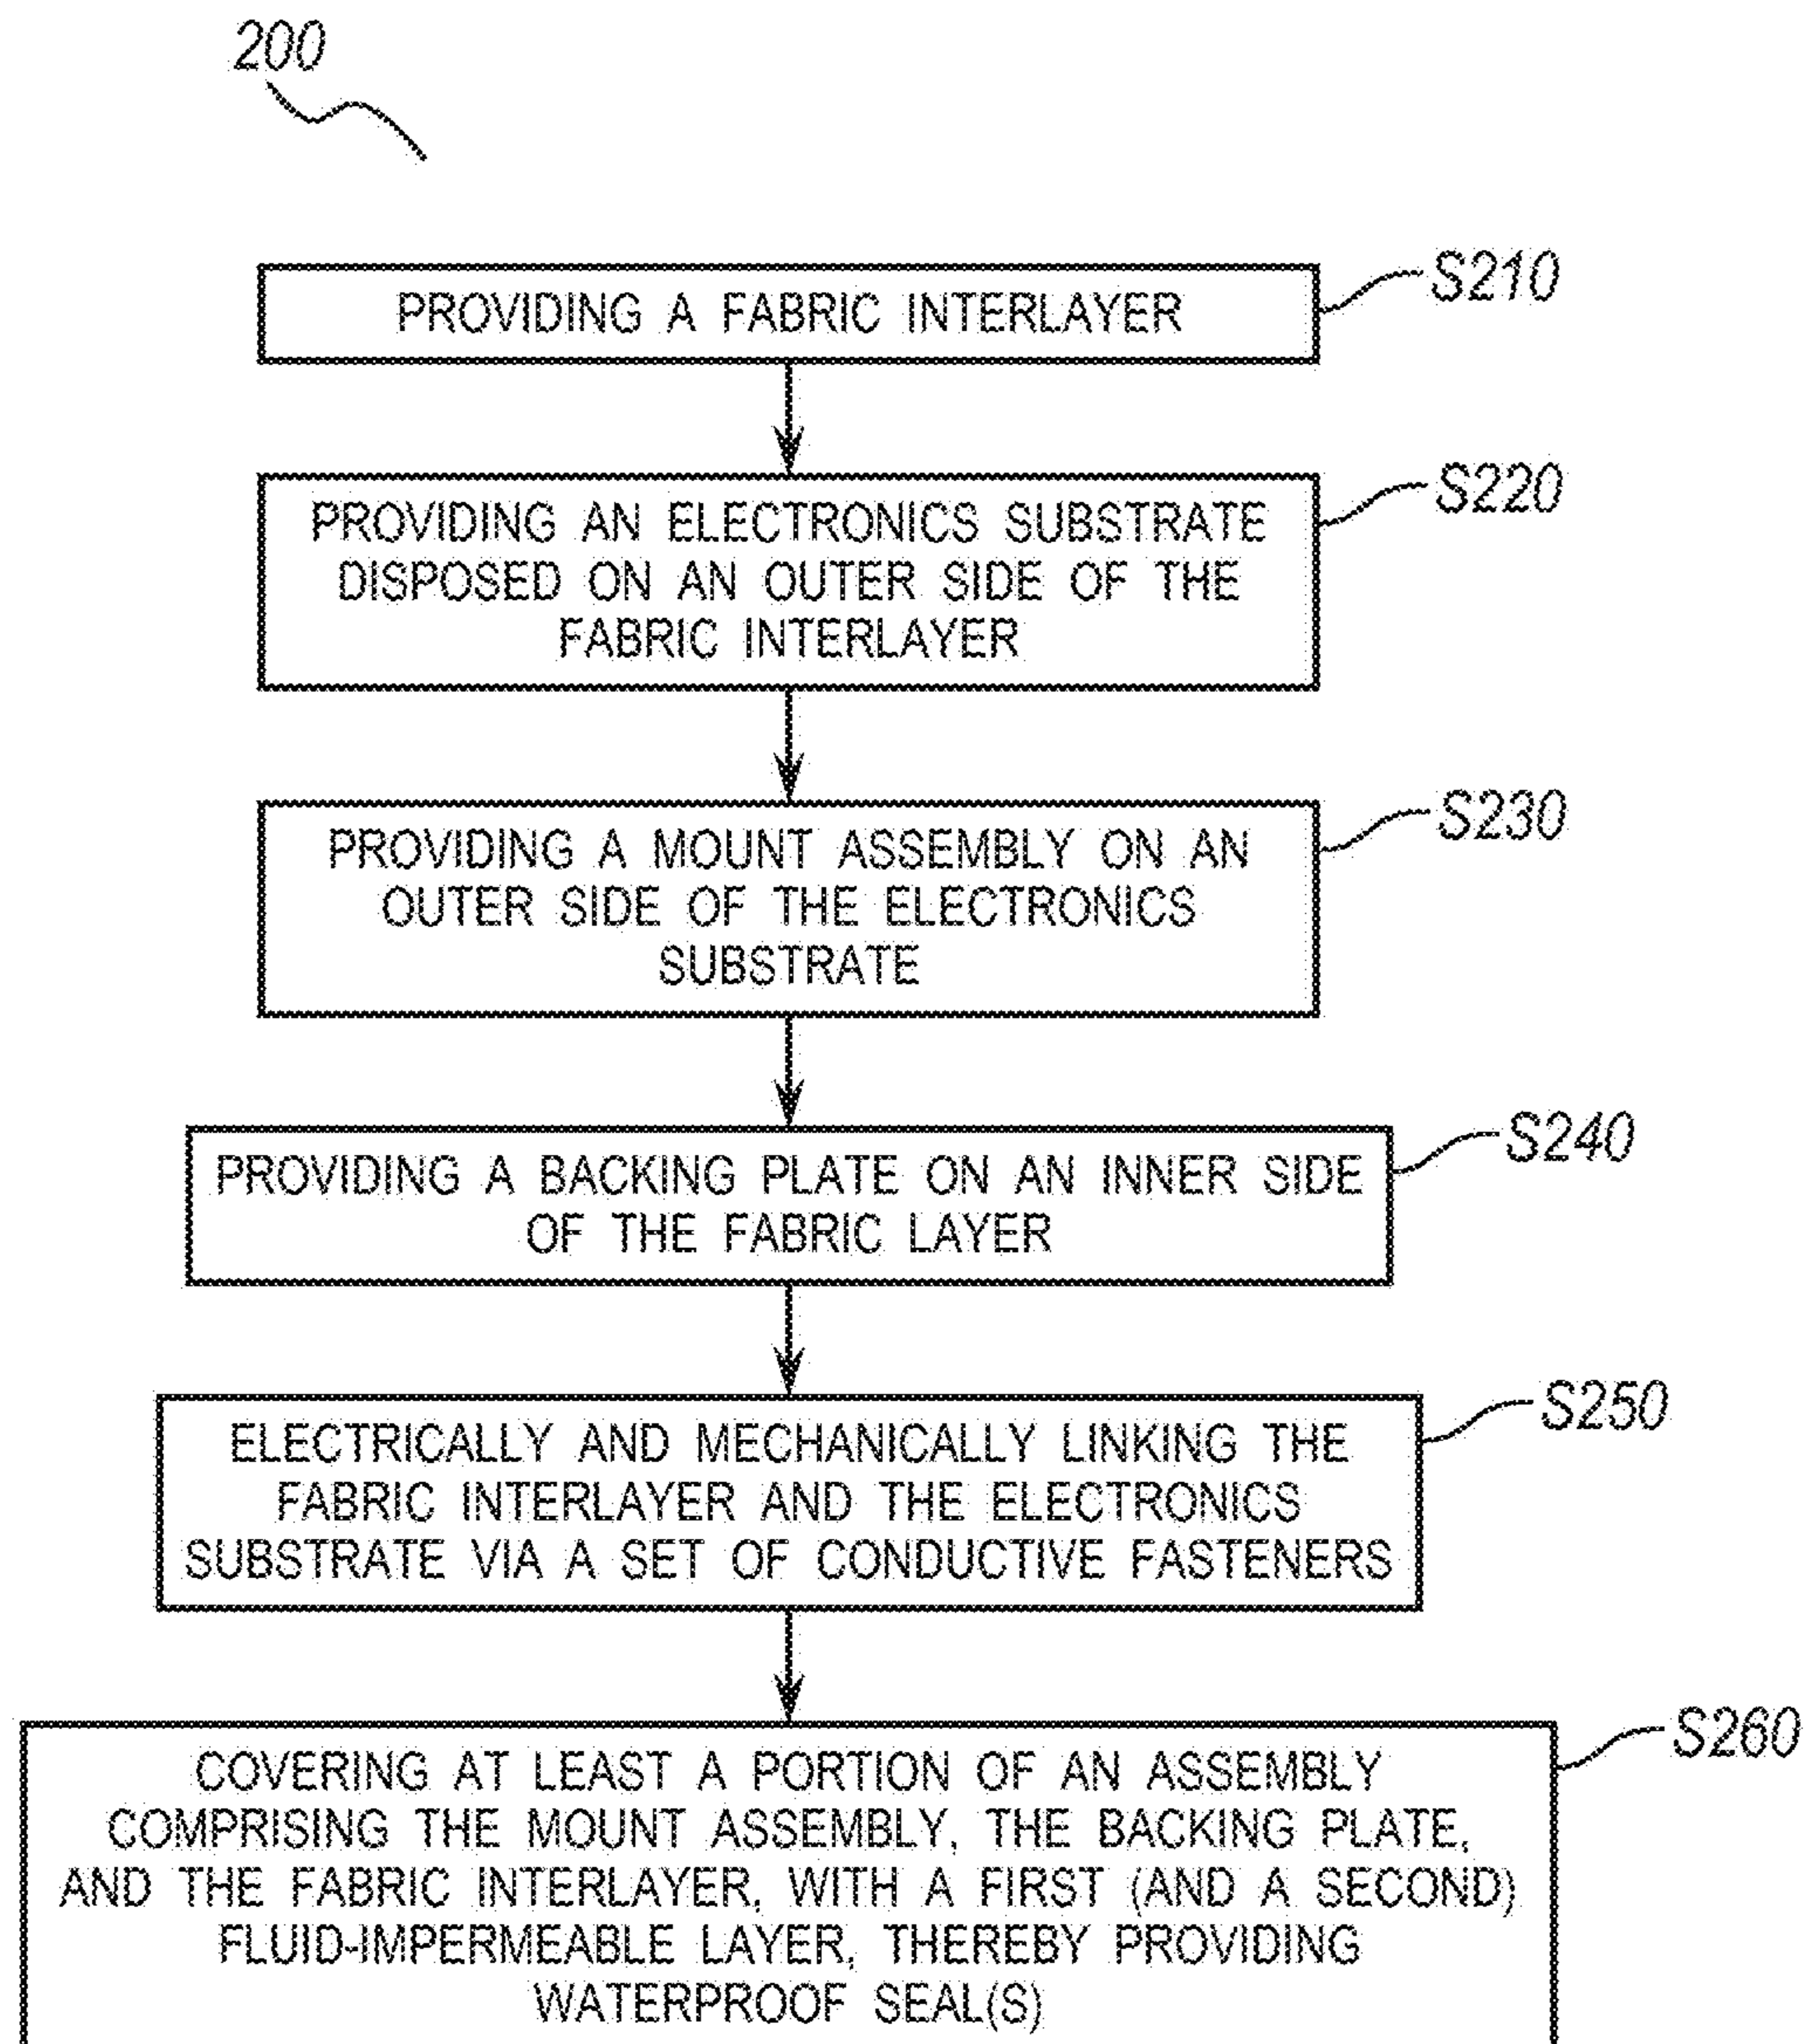 200
PROVIDING A FABRIC INTERLAYER
S210
PROVIDING AN ELECTRONICS SUBSTRATE
DISPOSED ON AN OUTER SIDE OF THE
FABRIC INTERLAYER
S220
PROVIDING A MOUNT ASSEMBLY ON AN
OUTER SIDE OF THE ELECTRONICS
SUBSTRATE
S230
PROVIDING A BACKING PLATE ON AN INNER SIDE
OF THE FABRIC LAYER
S240
ELECTRICALLY AND MECHANICALLY LINKING THE
FABRIC INTERLAYER AND THE ELECTRONICS
SUBSTRATE VIA A SET OF CONDUCTIVE FASTENERS
S250
COVERING AT LEAST A PORTION OF AN ASSEMBLY
COMPRISING THE MOUNT ASSEMBLY, THE BACKING PLATE,
AND THE FABRIC INTERLAYER, WITH A FIRST (AND A SECOND)
FLUID-IMPERMEABLE LAYER, THEREBY PROVIDING
WATERPROOF SEAL(S)
S260